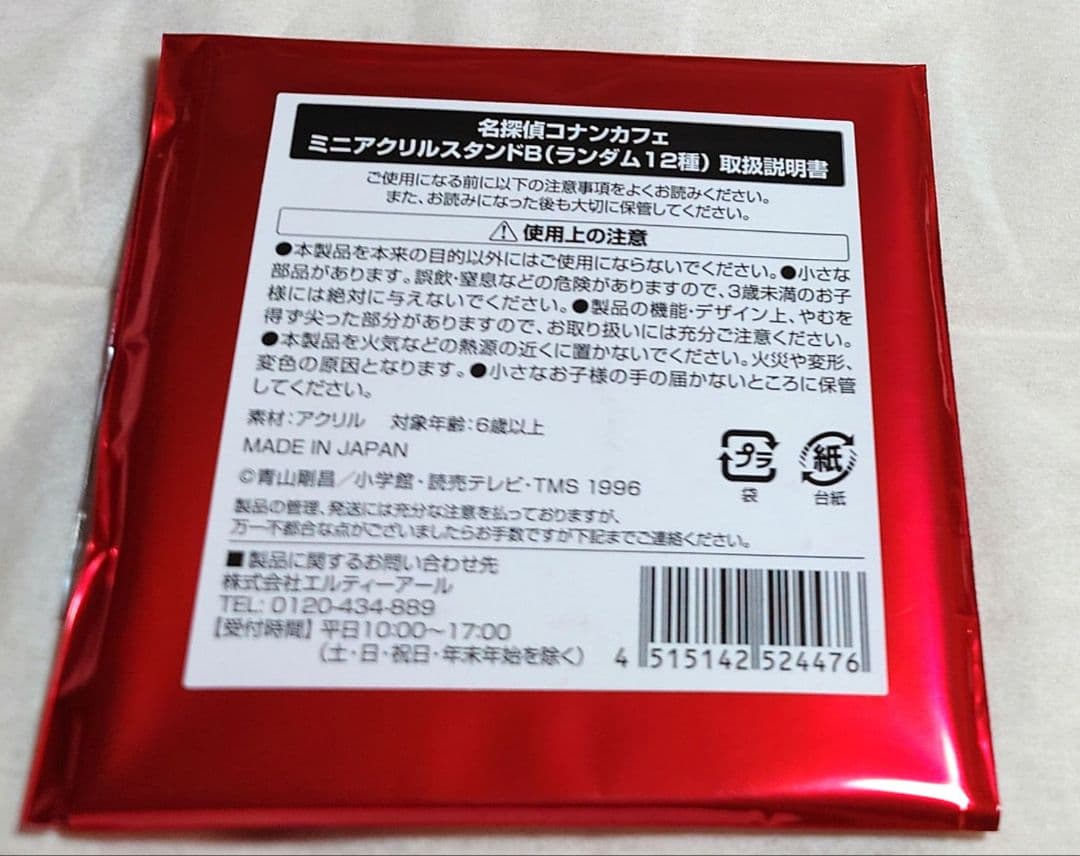 名探偵コナンカフェ
ミニアクリルスタンドB(ランダム12種) 取扱説明書
ご使用になる前に以下の注意事項をよくお読みください。
また、お読みになった後も大切に保管してください。
⚠使用上の注意
●本製品を本来の目的以外にはご使用にならないでください。●小さな
部品があります。誤飲・窒息などの危険がありますので、3歳未満のお子
様には絶対に与えないでください。●製品の機能・デザイン上、やむを
得ず尖った部分がありますので、お取り扱いには充分ご注意ください。
●本製品を火気などの熱源の近くに置かないでください。火災や変形、
変色の原因となります。●小さなお子様の手の届かないところに保管
してください。
素材:アクリル 対象年齢:6歳以上
MADE IN JAPAN
©青山剛昌/小学館・読売テレビ・TMS 1996
プラ
袋
紙
台紙
製品の管理、発送には充分な注意を払っておりますが、
万一不都合な点がございましたらお手数ですが下記までご連絡ください。
■製品に関するお問い合わせ先
株式会社エルティーアール
TEL: 0120-434-889
【受付時間】平日10:00～17:00
(土・日・祝日・年末年始を除く)
4 515142 524476